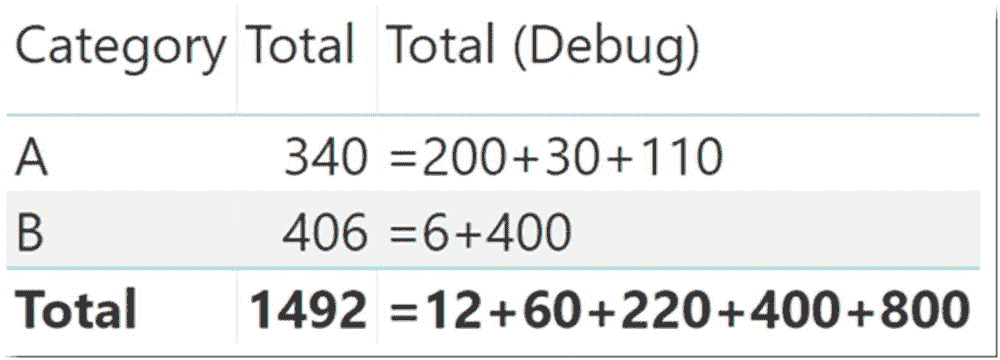 Category Total Total (Debug)
A 340 =200+30+110
B 406 =6+400
Total 1492 =12+60+220+400+800